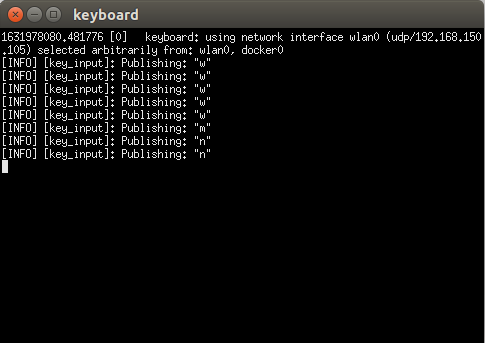 keyboard
1631978080.481776 [0]   keyboard: using network interface wlan0 (udp/192.168.150
.105) selected arbitrarily from: wlan0, docker0
[INFO] [key_input]: Publishing: "w"
[INFO] [key_input]: Publishing: "w"
[INFO] [key_input]: Publishing: "w"
[INFO] [key_input]: Publishing: "w"
[INFO] [key_input]: Publishing: "w"
[INFO] [key_input]: Publishing: "m"
[INFO] [key_input]: Publishing: "n"
[INFO] [key_input]: Publishing: "n"